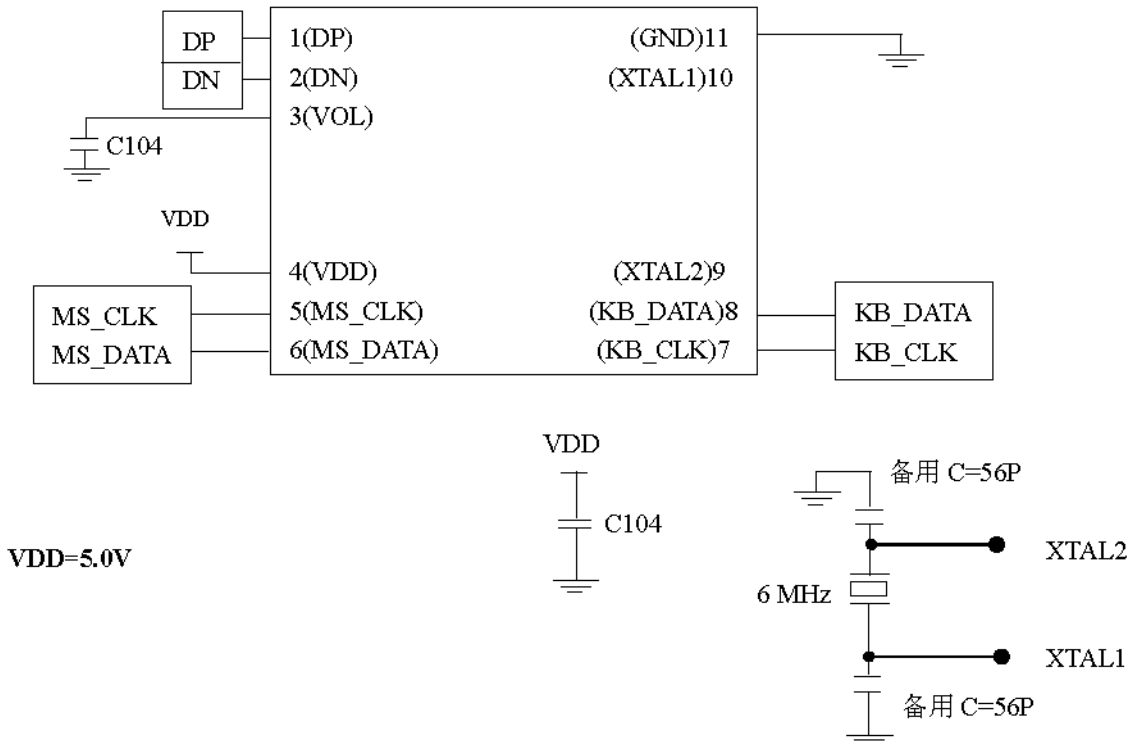 DP
DN
1(DP)
2(DN)
3(VOL)
C104
VDD
4(VDD)
5(MS_CLK)
6(MS_DATA)
MS_CLK
MS_DATA
(GND)11
(XTAL1)10
(XTAL2)9
(KB_DATA)8
(KB_CLK)7
KB_DATA
KB_CLK
VDD
C104
VDD=5.0V
备用 C=56P
XTAL2
6 MHz
XTAL1
备用 C=56P